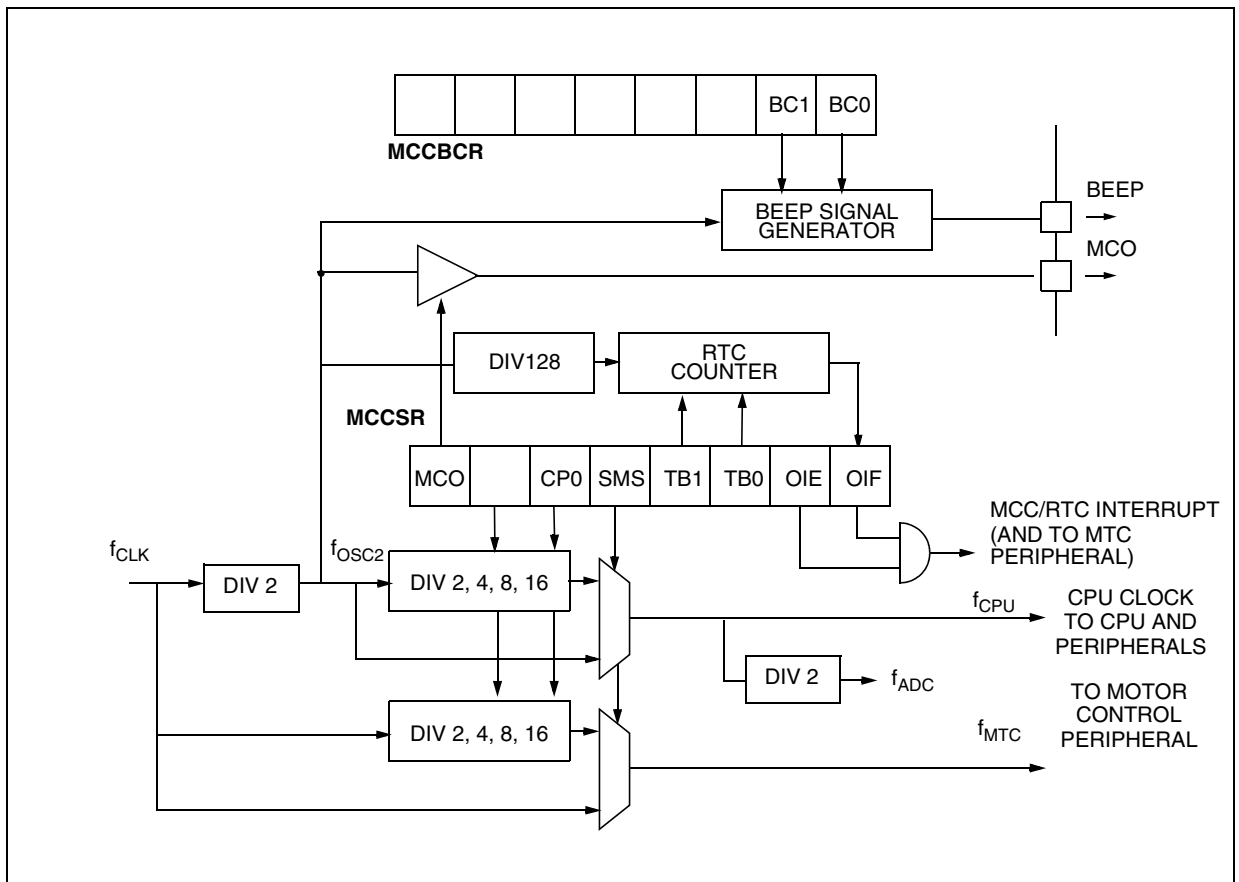 BC1 BC0
MCCBCR
BEEP SIGNAL
GENERATOR
BEEP
MCO
DIV128
RTC
COUNTER
MCCSR
MCO CP0 SMS TB1 TB0 OIE OIF
MCC/RTC INTERRUPT
(AND TO MTC
PERIPHERAL)
fCLK
DIV 2
fOSC2
DIV 2, 4, 8, 16
fCPU
CPU CLOCK
TO CPU AND
PERIPHERALS
DIV 2
fADC
DIV 2, 4, 8, 16
fMTC
TO MOTOR
CONTROL
PERIPHERAL